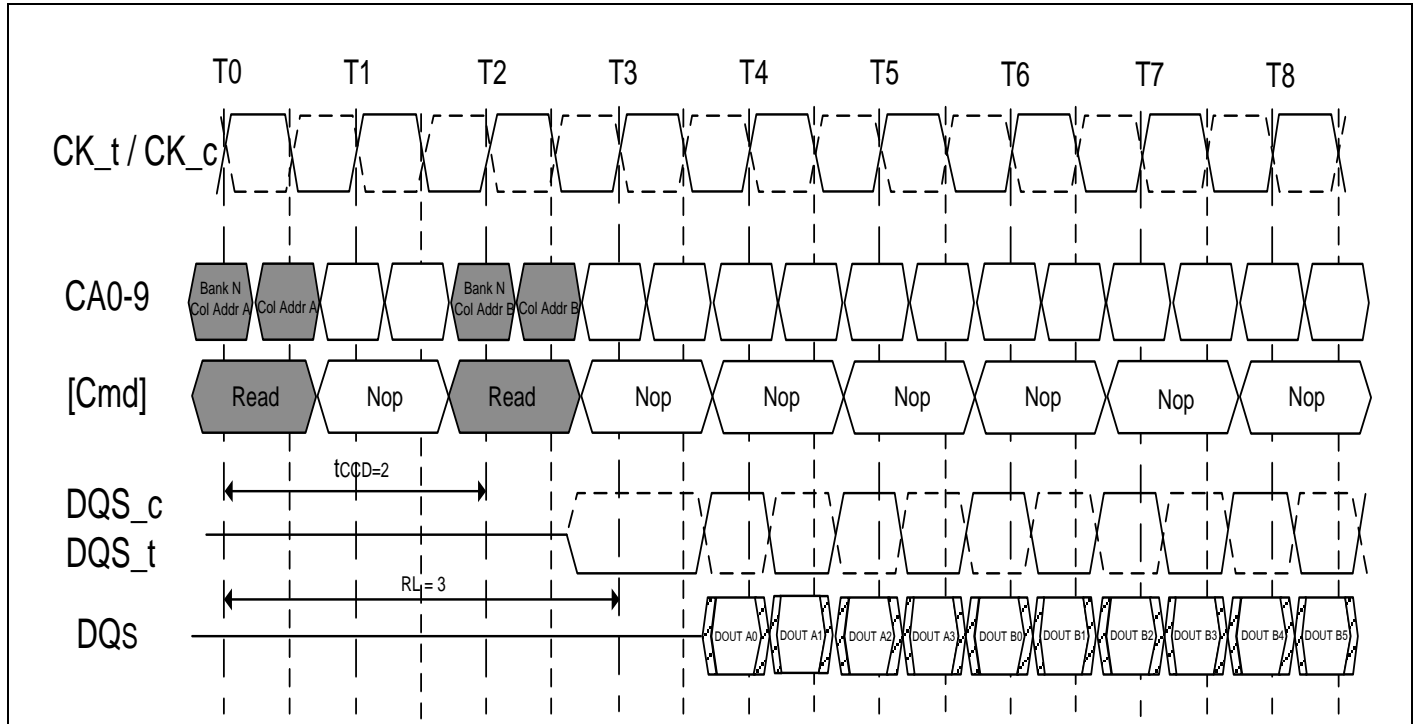 T0 T1 T2 T3 T4 T5 T6 T7 T8
CK_t / CK_c
CA0-9
Bank N
Col Addr A
Col Addr A
Bank N
Col Addr B
Col Addr B
[Cmd]
Read Nop Read Nop Nop Nop Nop Nop Nop
tCCD=2
DQS_c
DQS_t
RL = 3
DQs
DOUT A0 DOUT A1 DOUT A2 DOUT A3 DOUT B0 DOUT B1 DOUT B2 DOUT B3 DOUT B4 DOUT B5